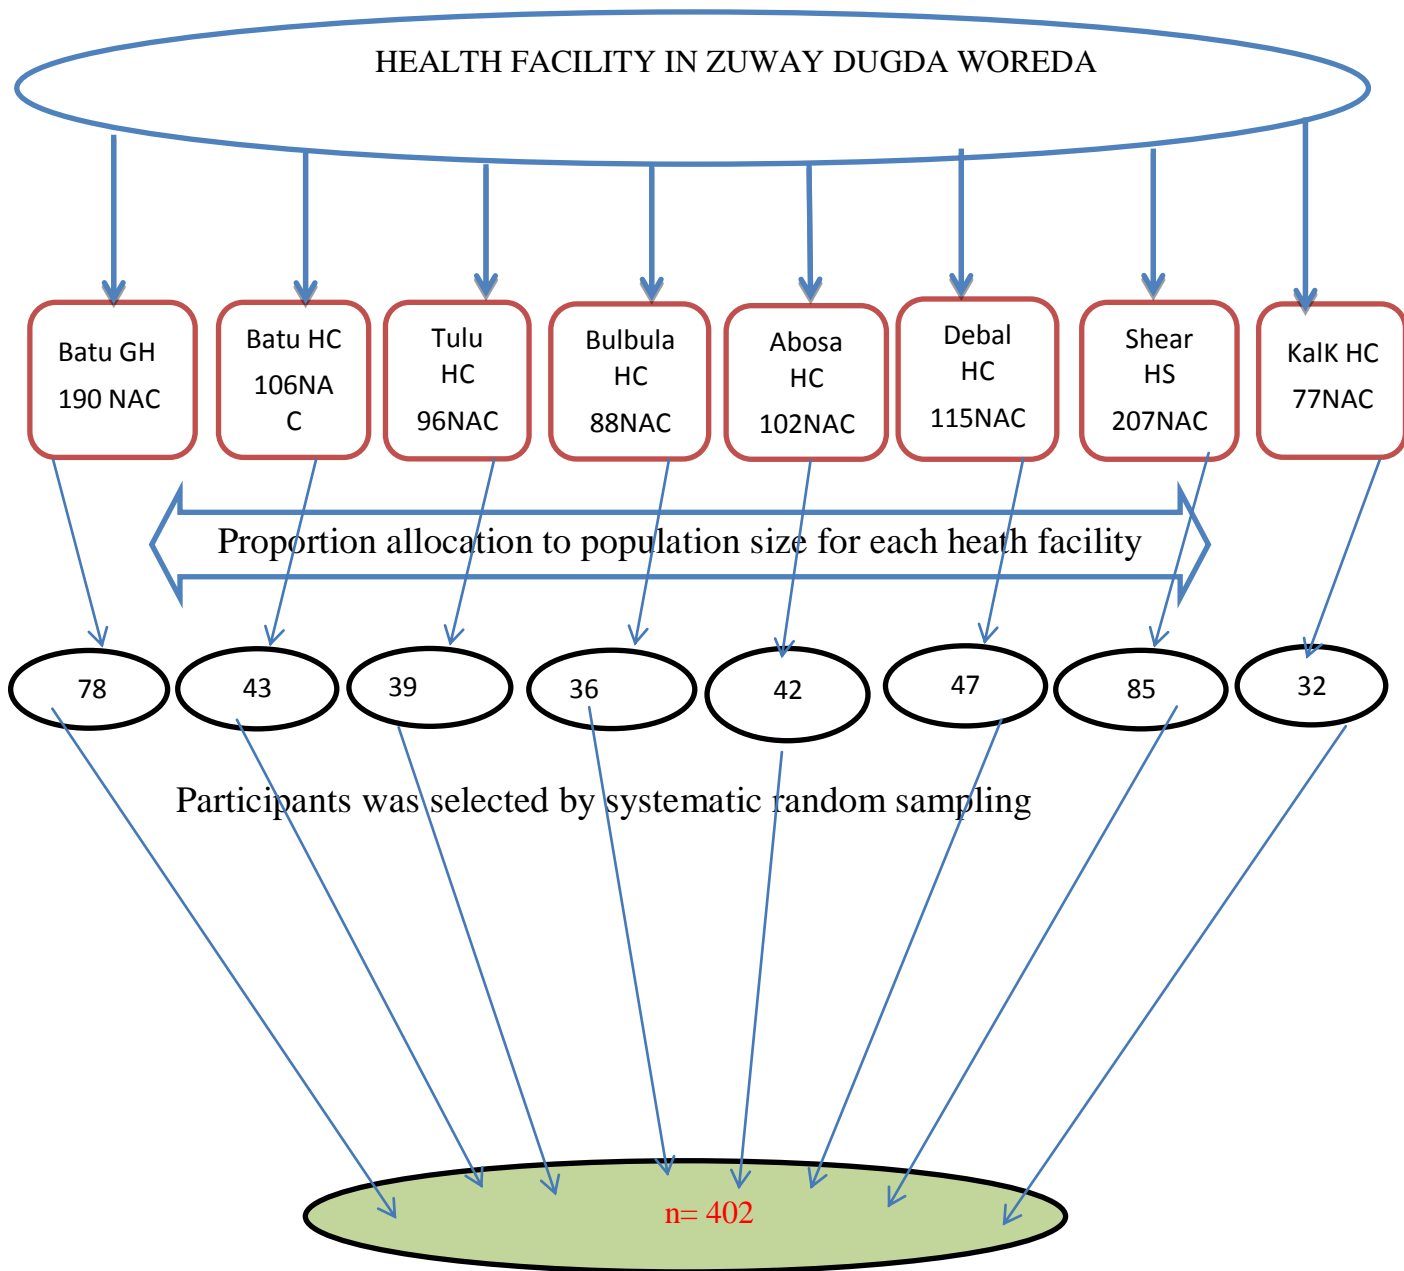 HEALTH FACILITY IN ZUWAY DUGDA WOREDA
Batu GH
190 NAC
Batu HC
106NA
C
Tulu
HC
96NAC
Bulbula
HC
88NAC
Abosa
HC
102NAC
Debal
HC
115NAC
Shear
HS
207NAC
KalK HC
77NAC
Proportion allocation to population size for each heath facility
78
43
39
36
42
47
85
32
Participants was selected by systematic random sampling
n= 402